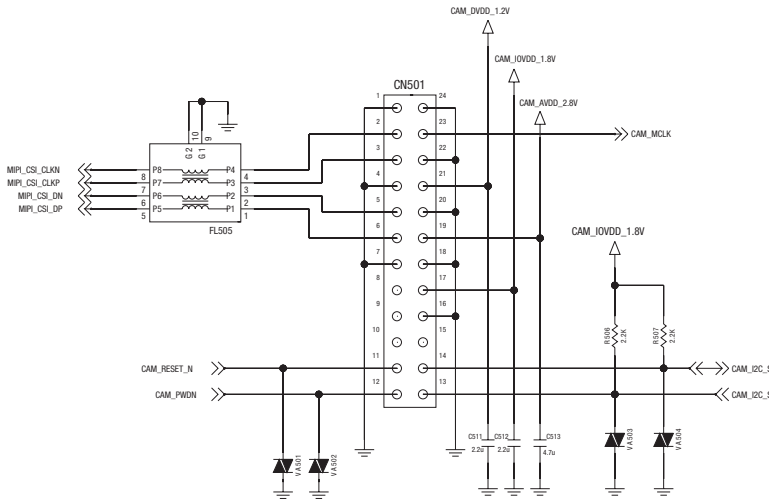 CAM_DVDD_1.2V
CAM_IOVDD_1.8V
CAM_AVDD_2.8V
CN501
1 24
2 23
CAM_MCLK
3 22
4 21
5 20
6 19
7 18
8 17
9 16
10 15
11 14
12 13
G2 10 G1 9
MIPI_CSI_CLKN 8 P8 P4 4
MIPI_CSI_CLKP 7 P7 P3 3
MIPI_CSI_DN 6 P6 P2 2
MIPI_CSI_DP 5 P5 P1 1
FL505
CAM_IOVDD_1.8V
R506 2.2K
R507 2.2K
CAM_RESET_N
CAM_PWDN
CAM_I2C_S
CAM_I2C_S
C511 2.2u
C512 2.2u
C513 4.7u
VA501
VA502
VA503
VA504